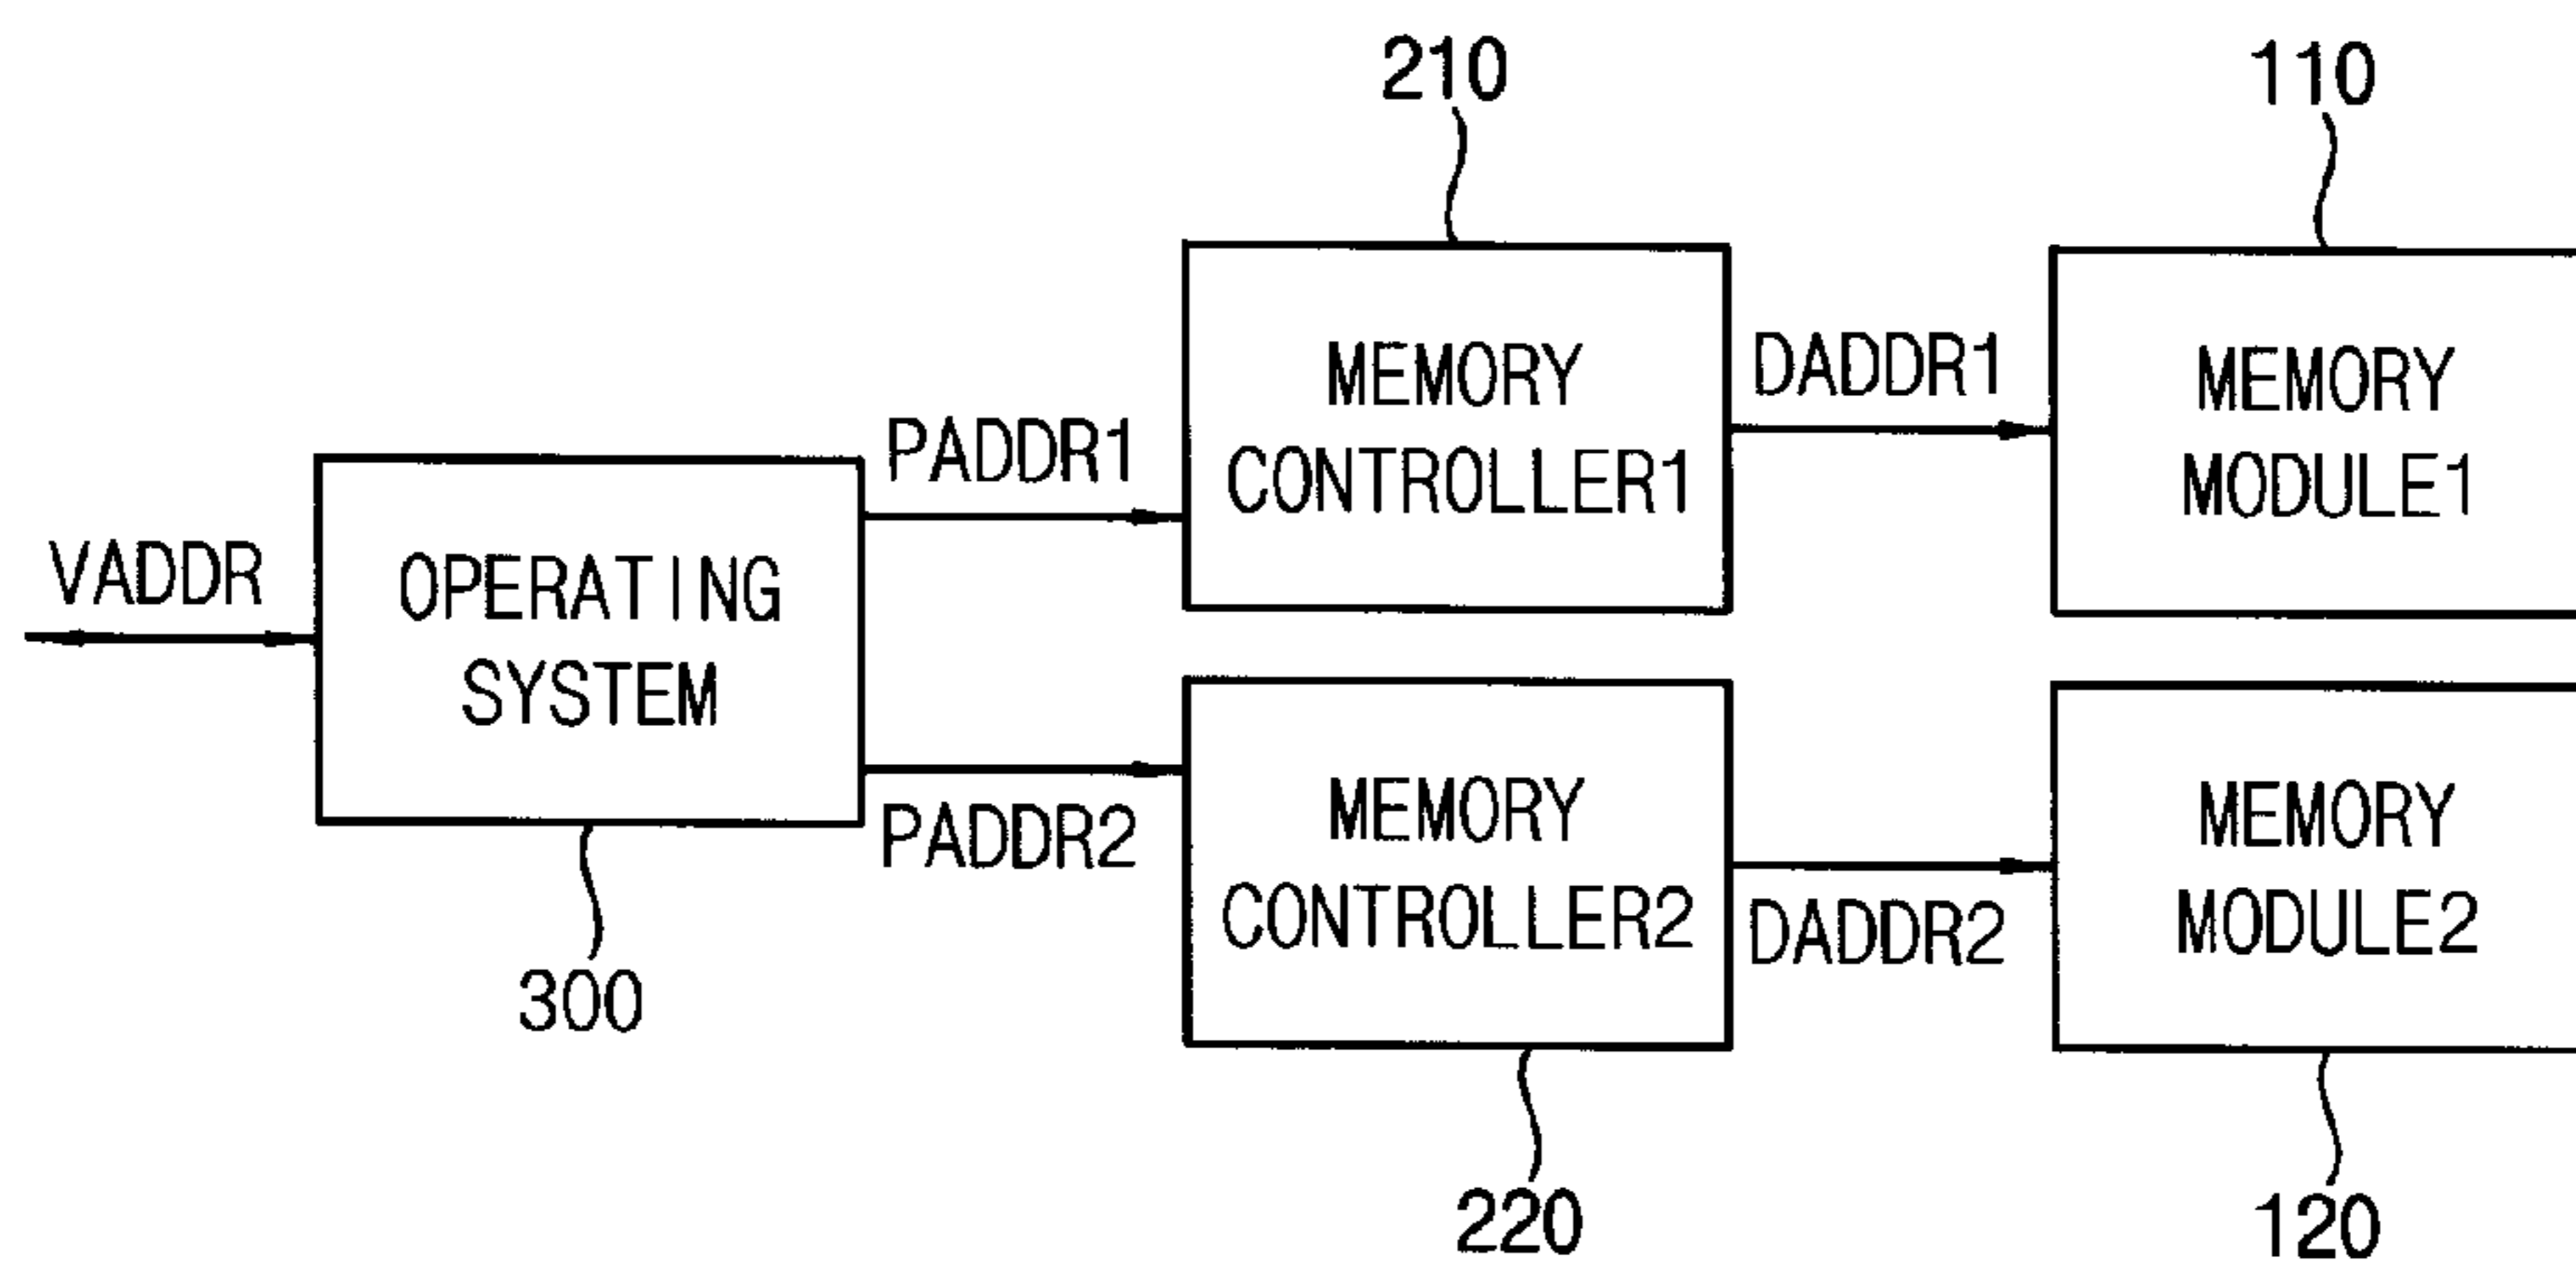 210
110
MEMORY
CONTROLLER1
DADDR1
MEMORY
MODULE1
PADDR1
VADDR
OPERATING
SYSTEM
PADDR2
MEMORY
CONTROLLER2
DADDR2
MEMORY
MODULE2
300
220
120